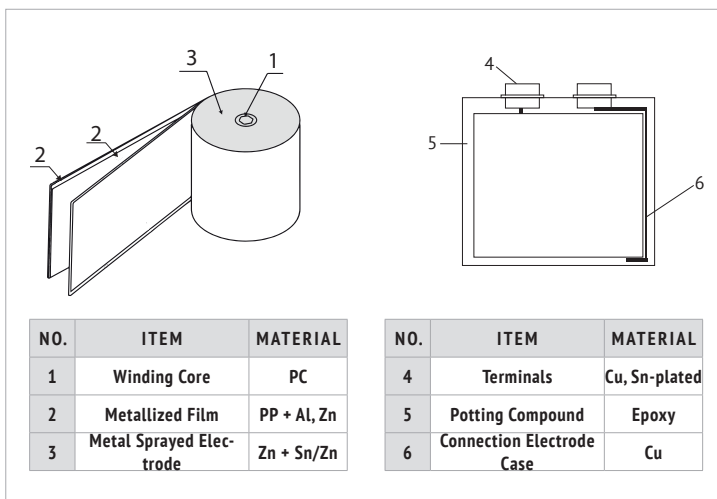 3
1
2
2
4
5
6
NO. ITEM MATERIAL
1 Winding Core PC
2 Metallized Film PP + Al, Zn
3 Metal Sprayed Elec-
trode Zn + Sn/Zn
NO. ITEM MATERIAL
4 Terminals Cu, Sn-plated
5 Potting Compound Epoxy
6 Connection Electrode
Case Cu